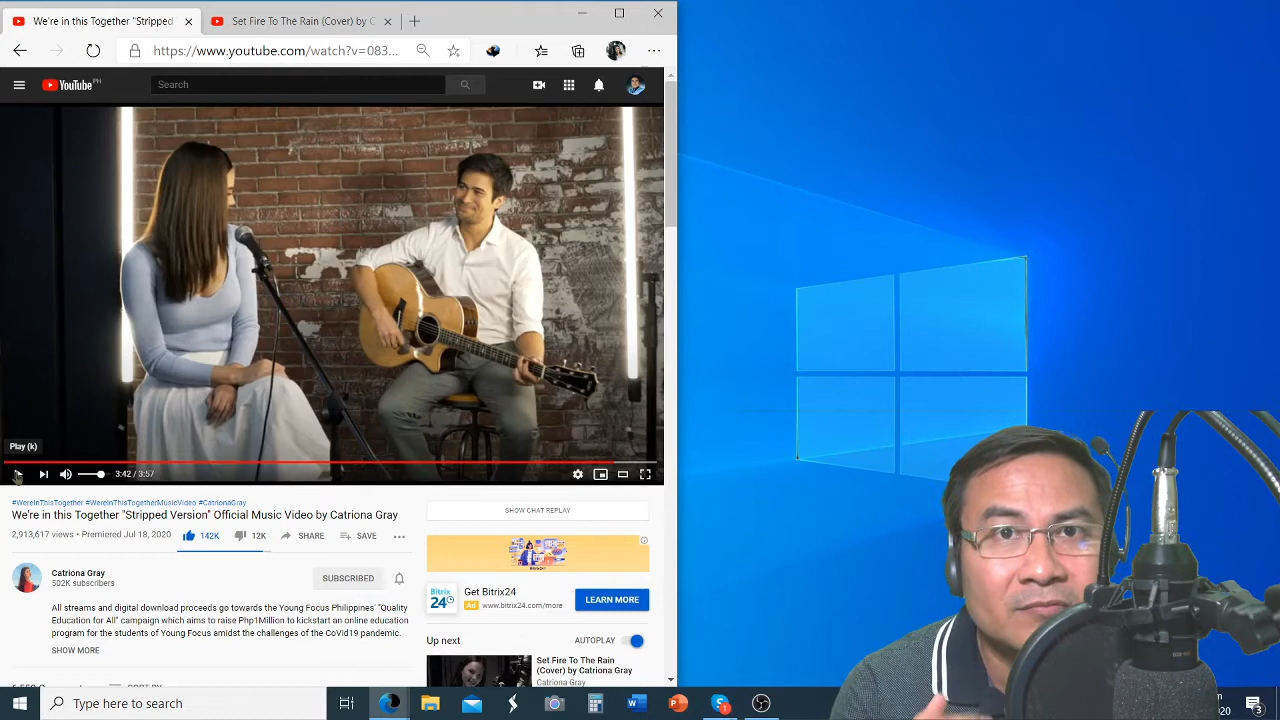 We're in this Together "Stripped
Set Fire To The Rain (Cover) by C
https://www.youtube.com/watch?v=083...
YouTube PH
Search
Play (k)
3:42 / 3:57
#WereInThisTogether #WereInThisTogetherMusicVideo #CatrionaGray
We're in this Together "Stripped Version" Official Music Video by Catriona Gray
2,913,617 views • Premiered Jul 18, 2020
142K
12K
SHARE
SAVE
Catriona Gray
502K subscribers
SUBSCRIBED
All streams and digital download proceeds go towards the Young Focus Philippines' "Quality
Education for All" campaign which aims to raise Php1Million to kickstart an online education
program for the students of Young Focus amidst the challenges of the CoVid19 pandemic.
SHOW MORE
SHOW CHAT REPLAY
Bitrix
24
Get Bitrix24
Ad www.bitrix24.com/more
LEARN MORE
Up next
AUTOPLAY
Set Fire To The Rain
(Cover) by Catriona Gray
Catriona Gray
Type here to search
20
3